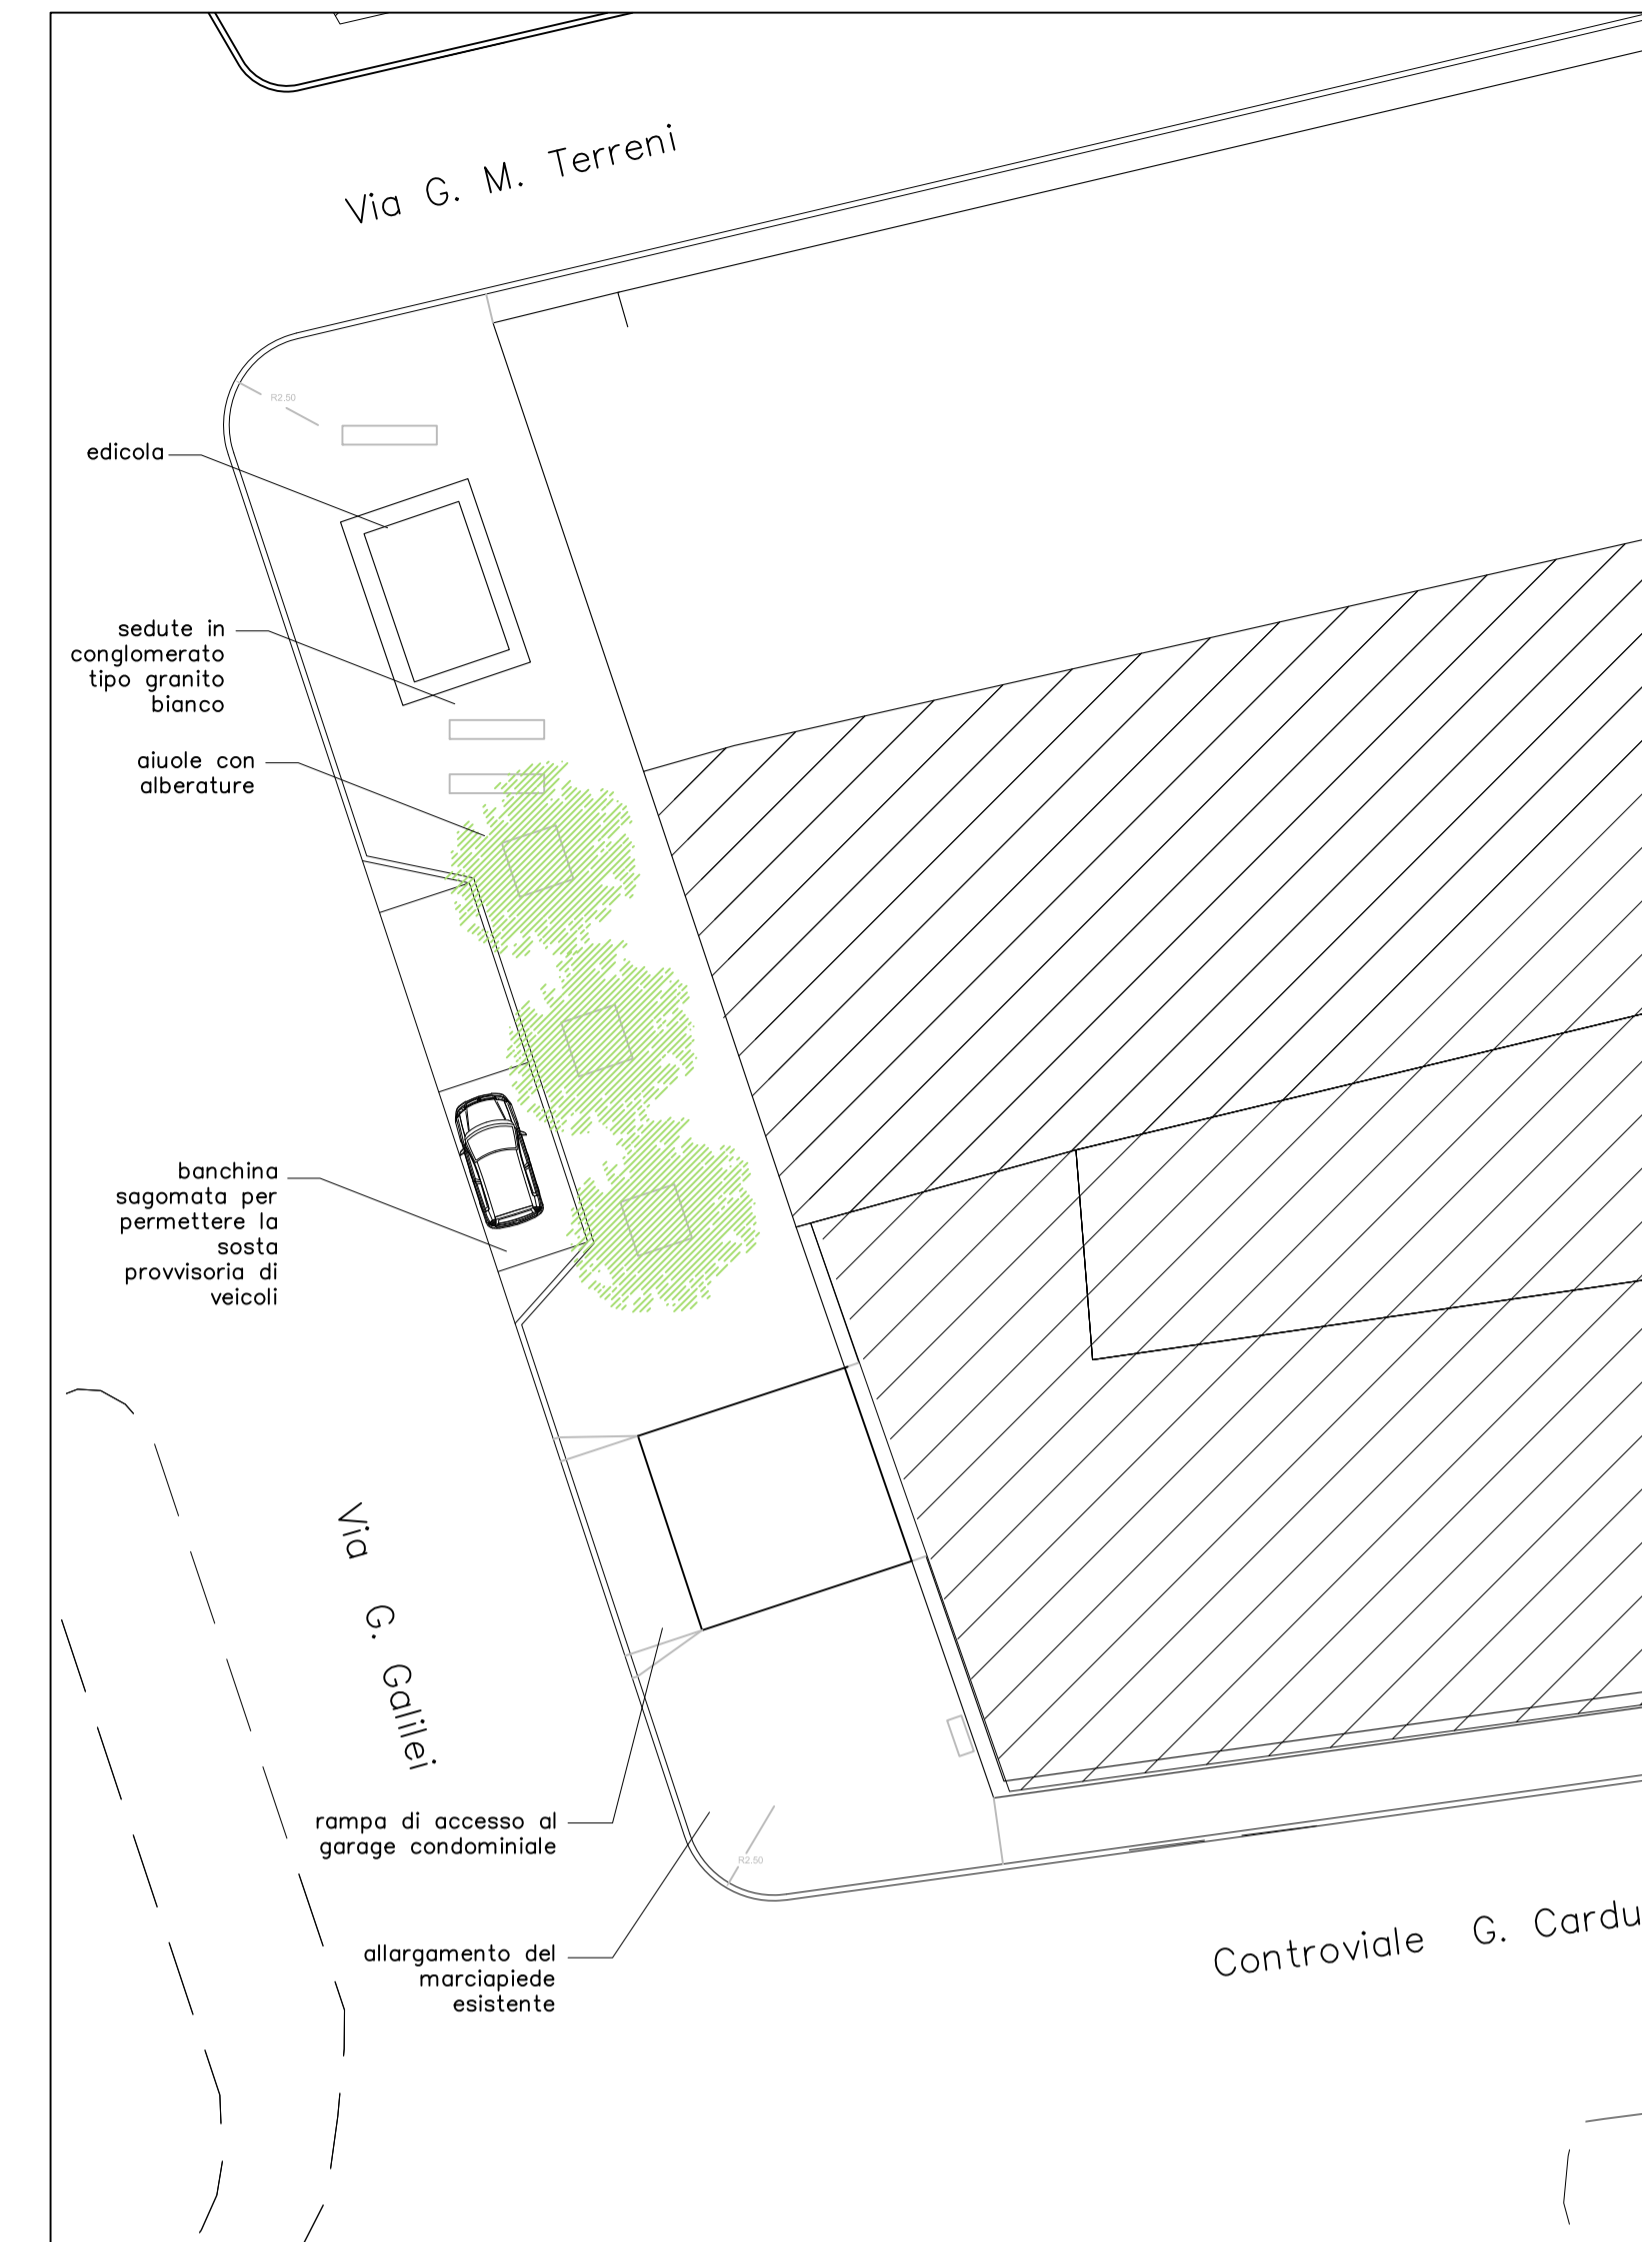 Via G. M. Terreni
R2.50
edicola
sedute in
conglomerato
tipo granito
bianco
aiuole con
alberature
banchina
sagomata per
permettere la
sosta
provvisoria di
veicoli
Via G. Galilei
rampa di accesso al
garage condominiale
R2.50
allargamento del
marciapiede
esistente
Controviale G. Cardu